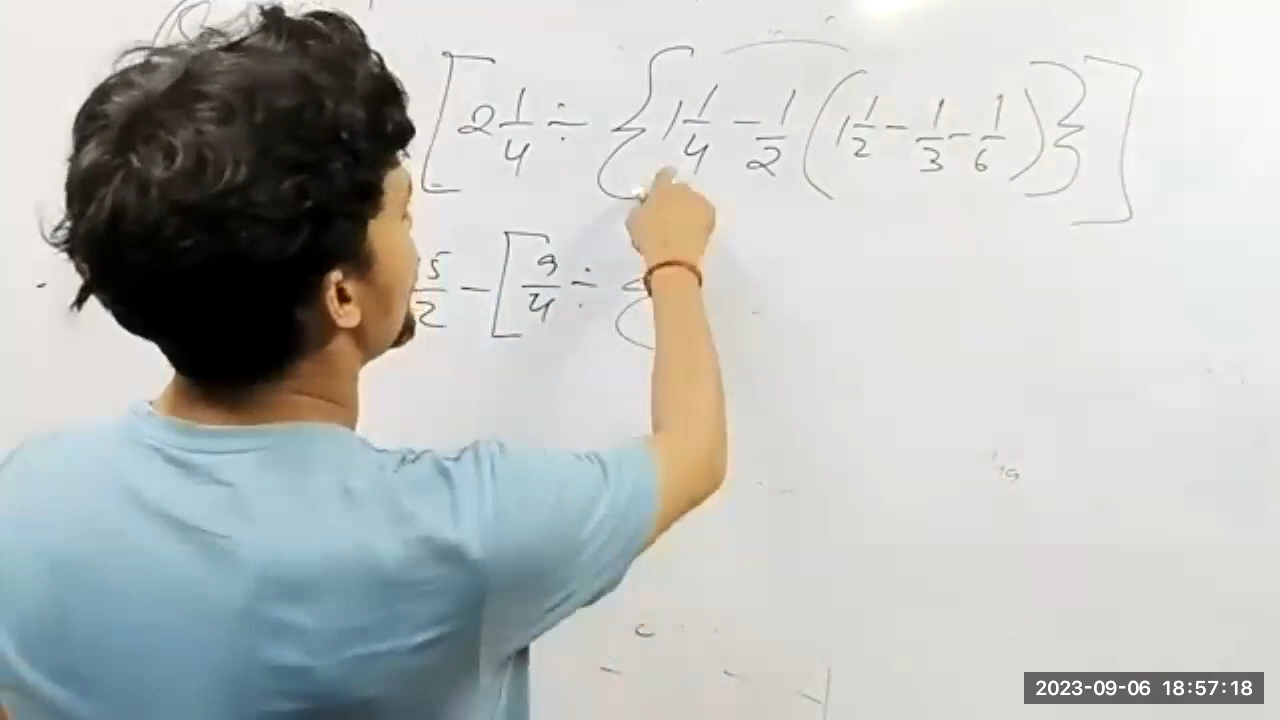 [2 1/4 ÷ {1 1/4 - 1/2 (1 1/2 - 1/3 - 1/6)}]
5/2 - [9/4 ÷ {
2023-09-06 18:57:18